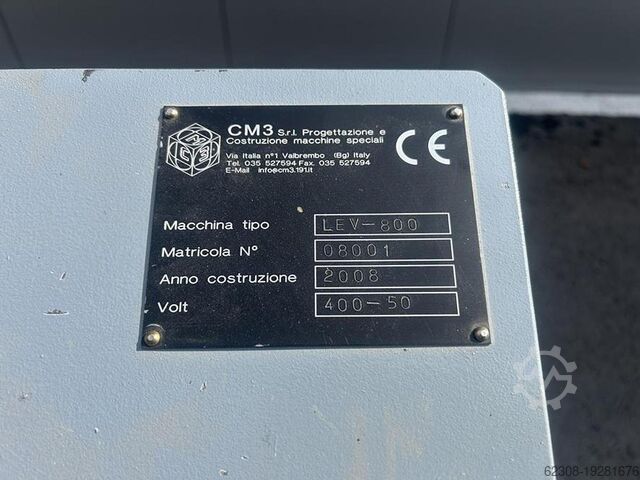 CM3 S.r.l. Progettazione e
Costruzione macchine speciali
Via Italia n°1 Valbrembo (Bg) Italy
Tel. 035 527594 Fax. 035 527594
E-Mail info@cm3.191.it
CE
Macchina tipo LEV-800
Matricola N° 08001
Anno costruzione 2008
Volt 400-50
62308-19281676